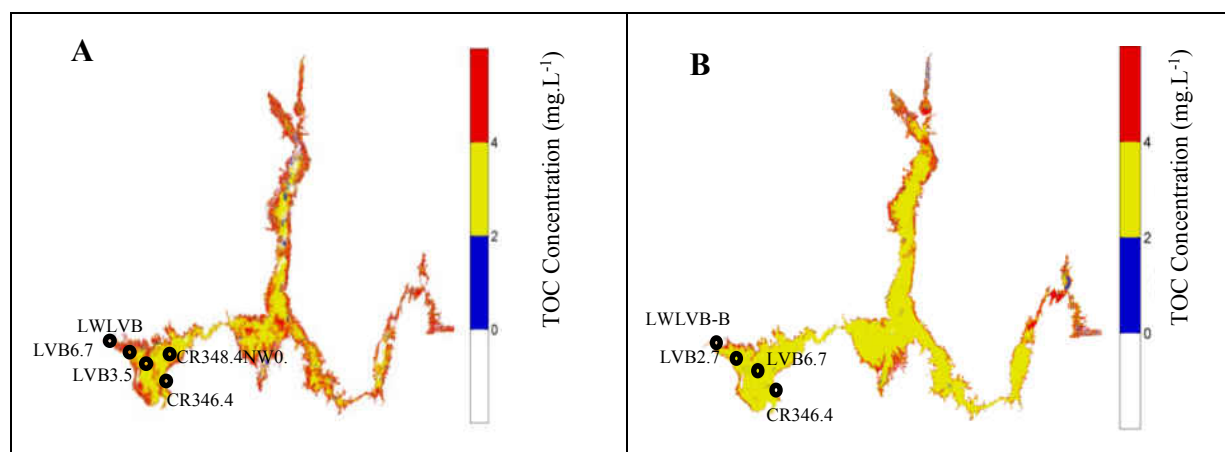 A
4
2
0
TOC Concentration (mg.L-1)
LWLVB
LVB6.7
LVB3.5
CR348.4NW0.
CR346.4
B
4
2
0
TOC Concentration (mg.L-1)
LWLVB-B
LVB2.7
LVB6.7
CR346.4